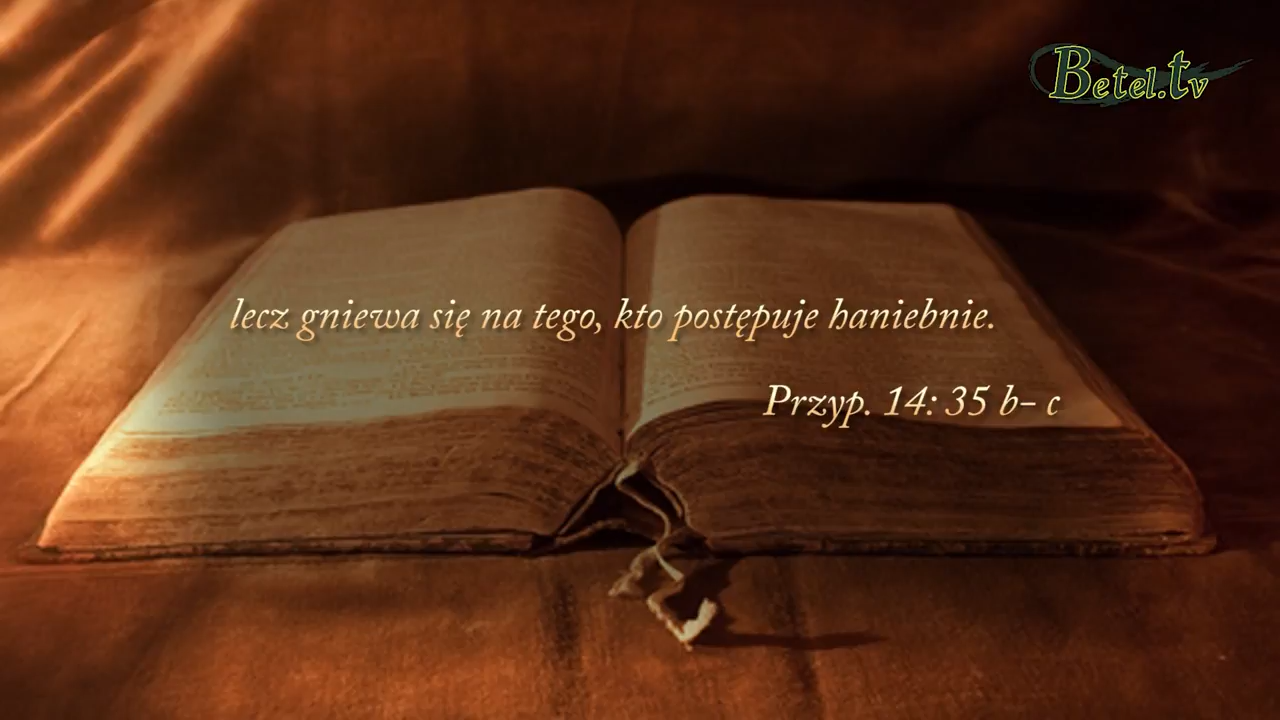 Betel.tv
lecz gniewa się na tego, kto postępuje haniebnie.
Przyp. 14: 35 b- c